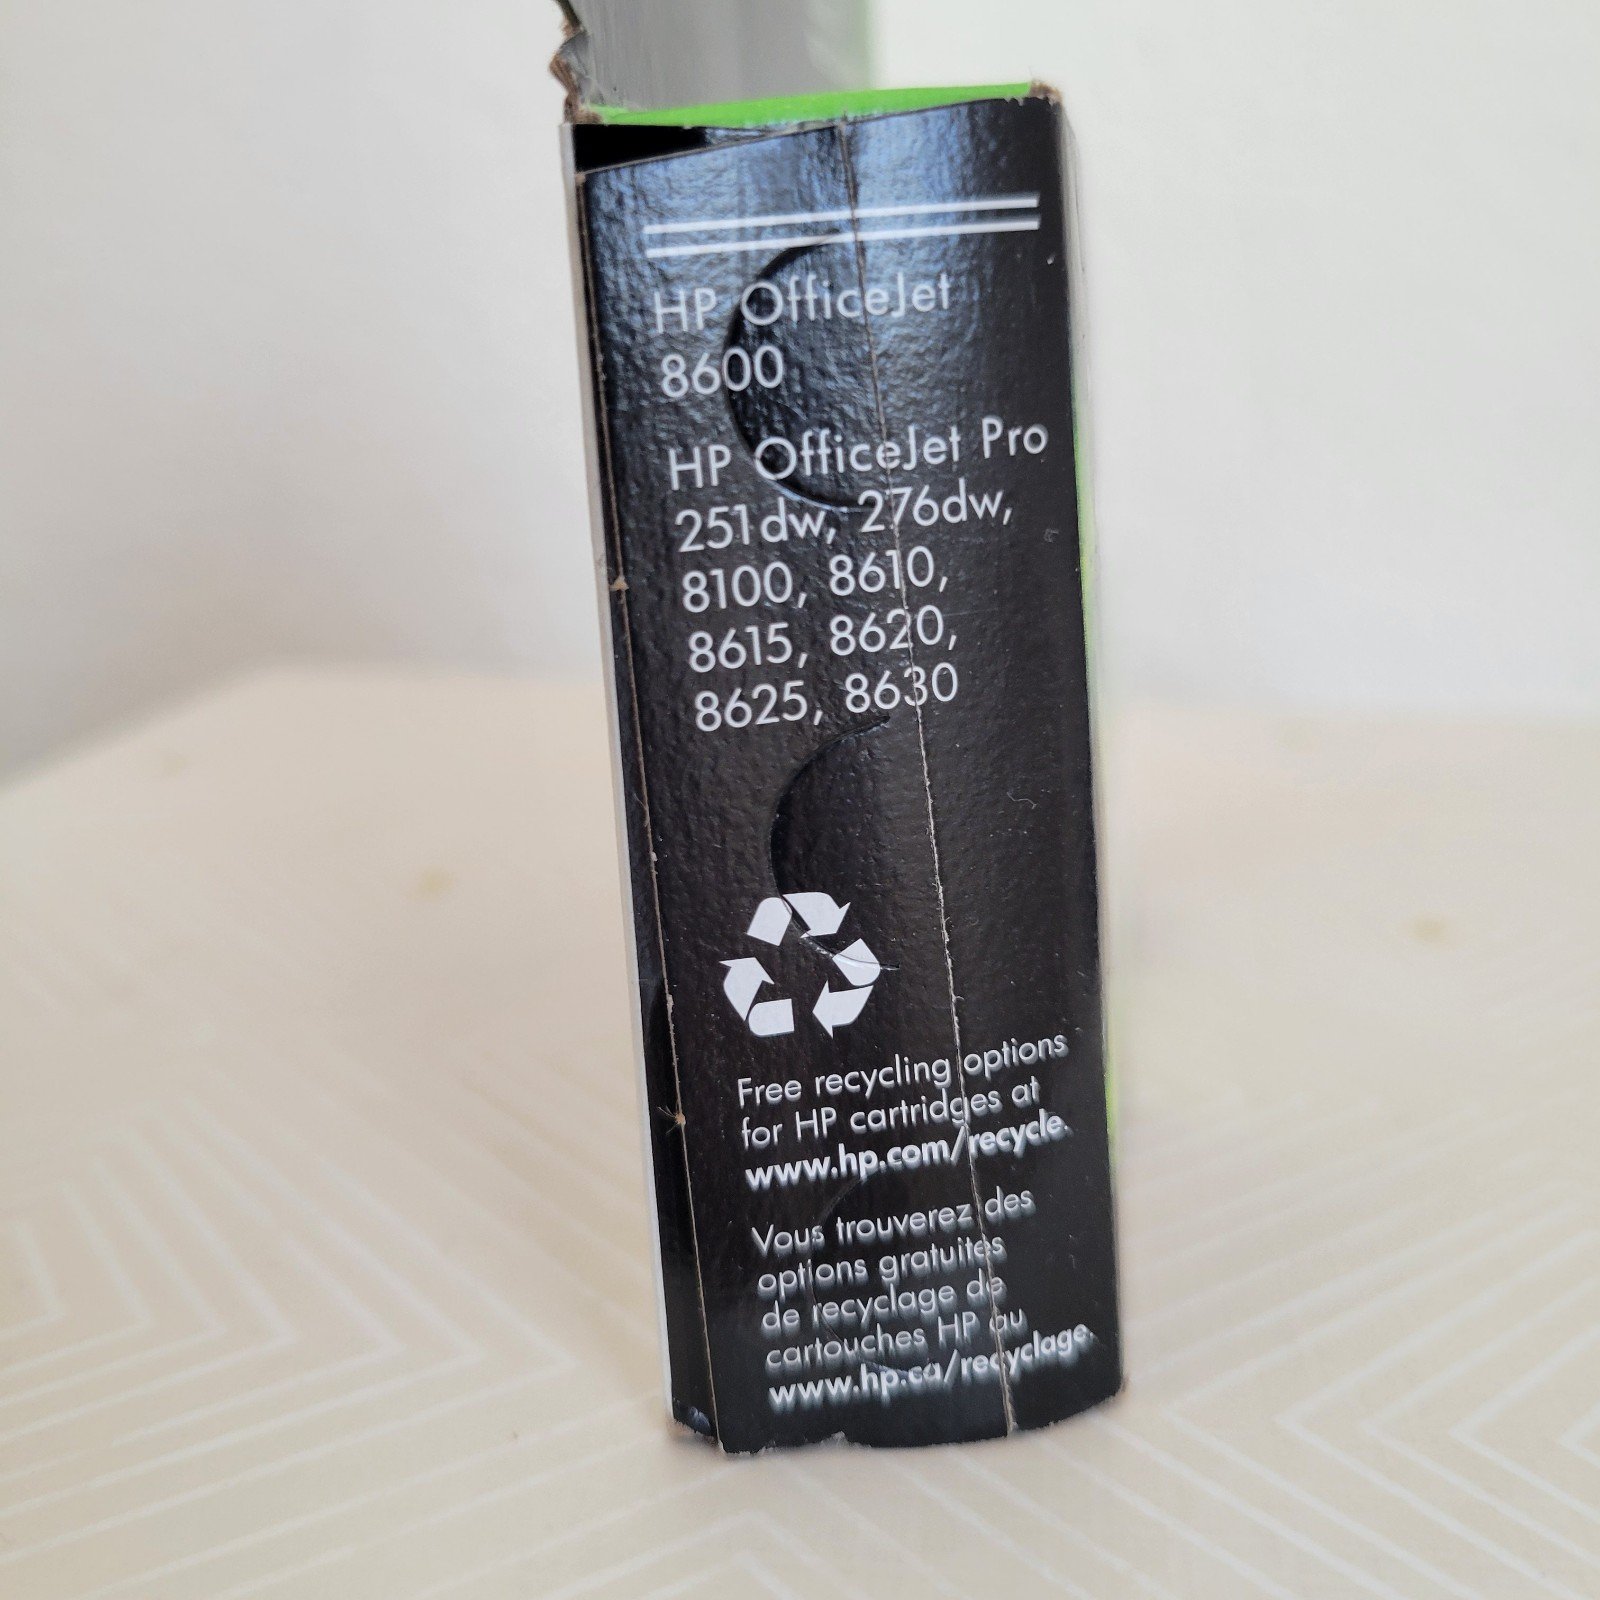 HP OfficeJet
8600
HP OfficeJet Pro
251dw, 276dw,
8100, 8610,
8615, 8620,
8625, 8630
Free recycling options
for HP cartridges at
www.hp.com/recycle.
Vous trouverez des
options gratuites
de recyclage de
cartouches HP au
www.hp.ca/recyclage.